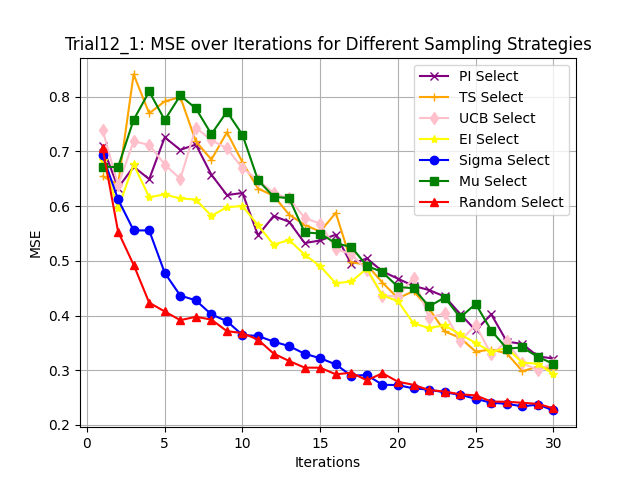 Trial12_1: MSE over Iterations for Different Sampling Strategies
PI Select
TS Select
UCB Select
EI Select
Sigma Select
Mu Select
Random Select
MSE
0.8
0.7
0.6
0.5
0.4
0.3
0.2
0 5 10 15 20 25 30
Iterations